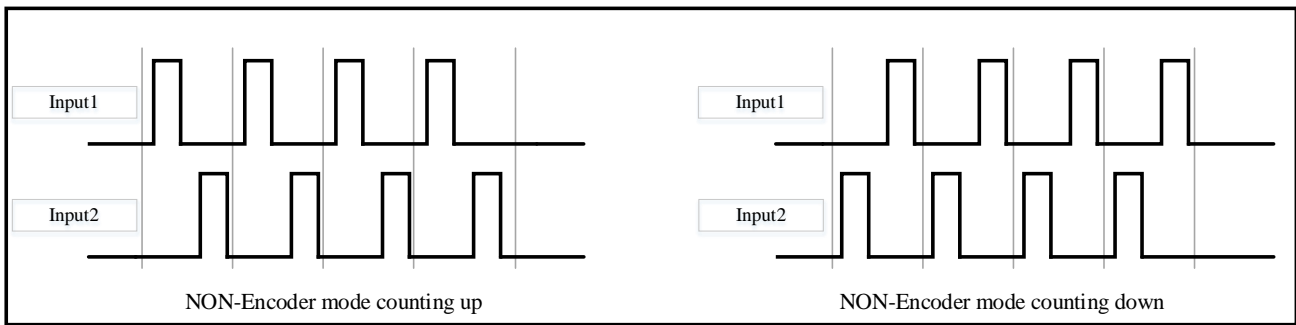 Input1
Input2
NON-Encoder mode counting up
Input1
Input2
NON-Encoder mode counting down